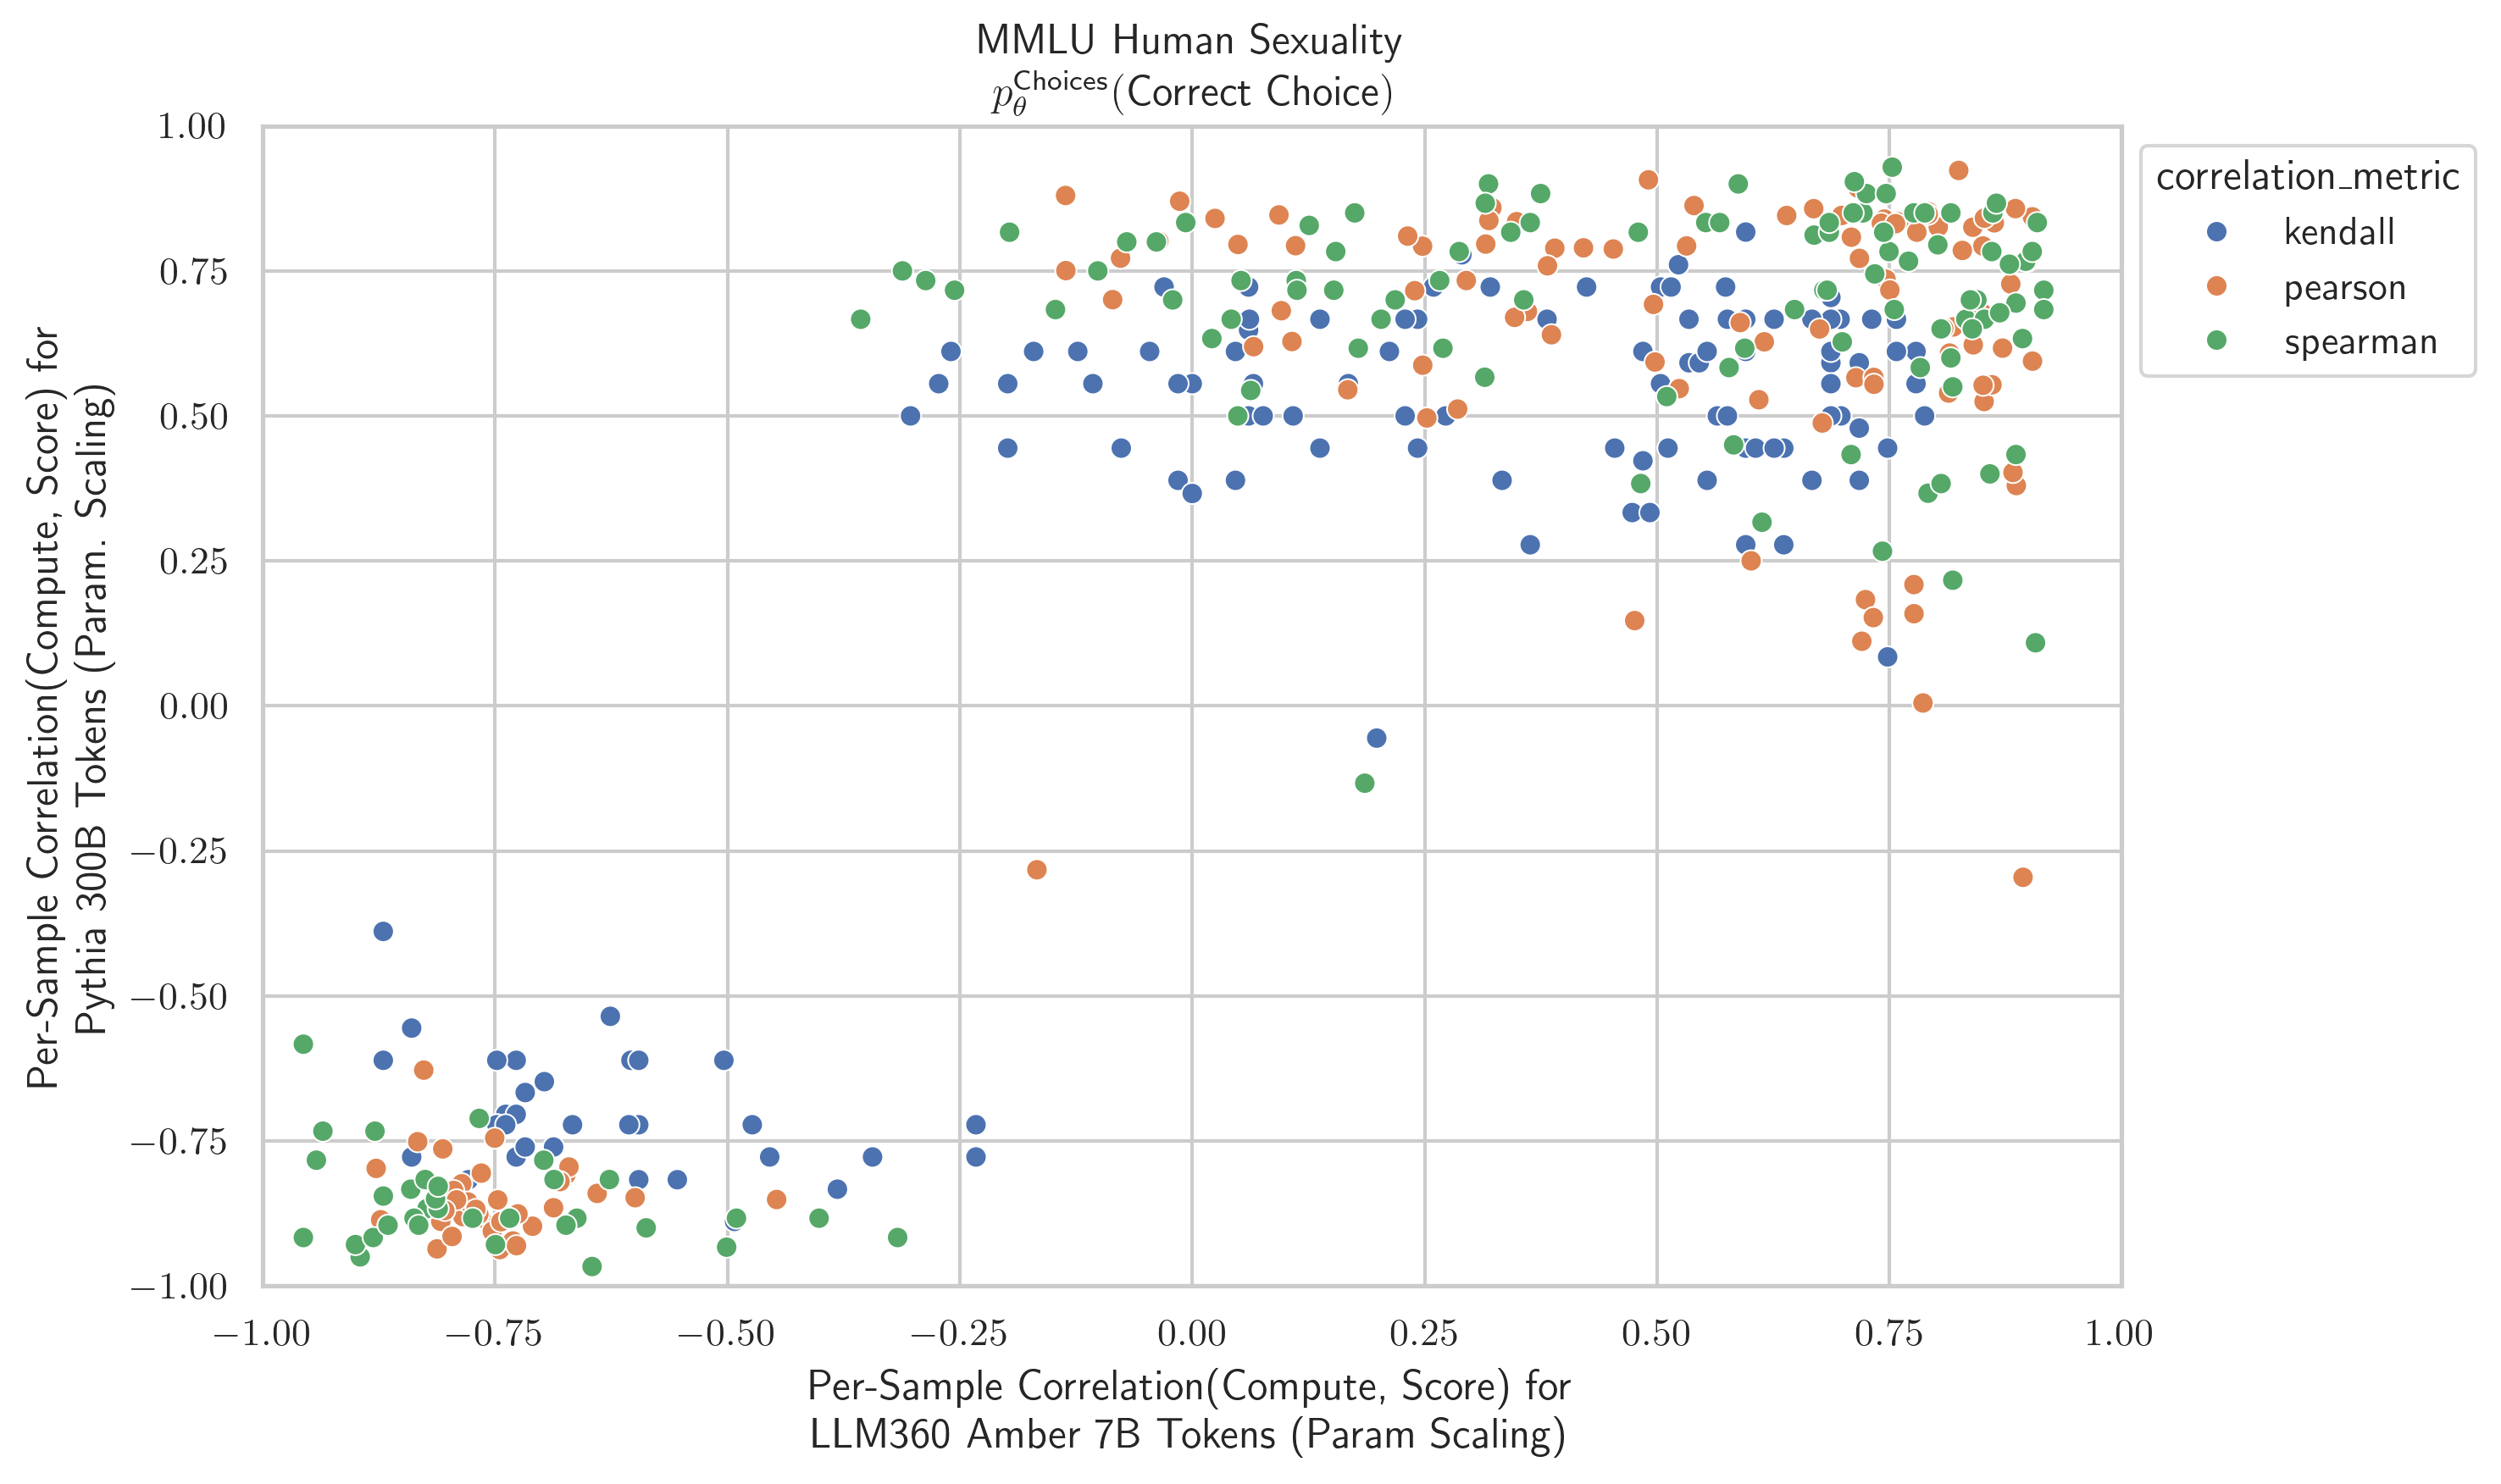 MMLU Human Sexuality
p_θ^Choices(Correct Choice)
1.00
0.75
0.50
0.25
0.00
−0.25
−0.50
−0.75
−1.00
Per-Sample Correlation(Compute, Score) for
Pythia 300B Tokens (Param. Scaling)
correlation_metric
kendall
pearson
spearman
−1.00 −0.75 −0.50 −0.25 0.00 0.25 0.50 0.75 1.00
Per-Sample Correlation(Compute, Score) for
LLM360 Amber 7B Tokens (Param Scaling)